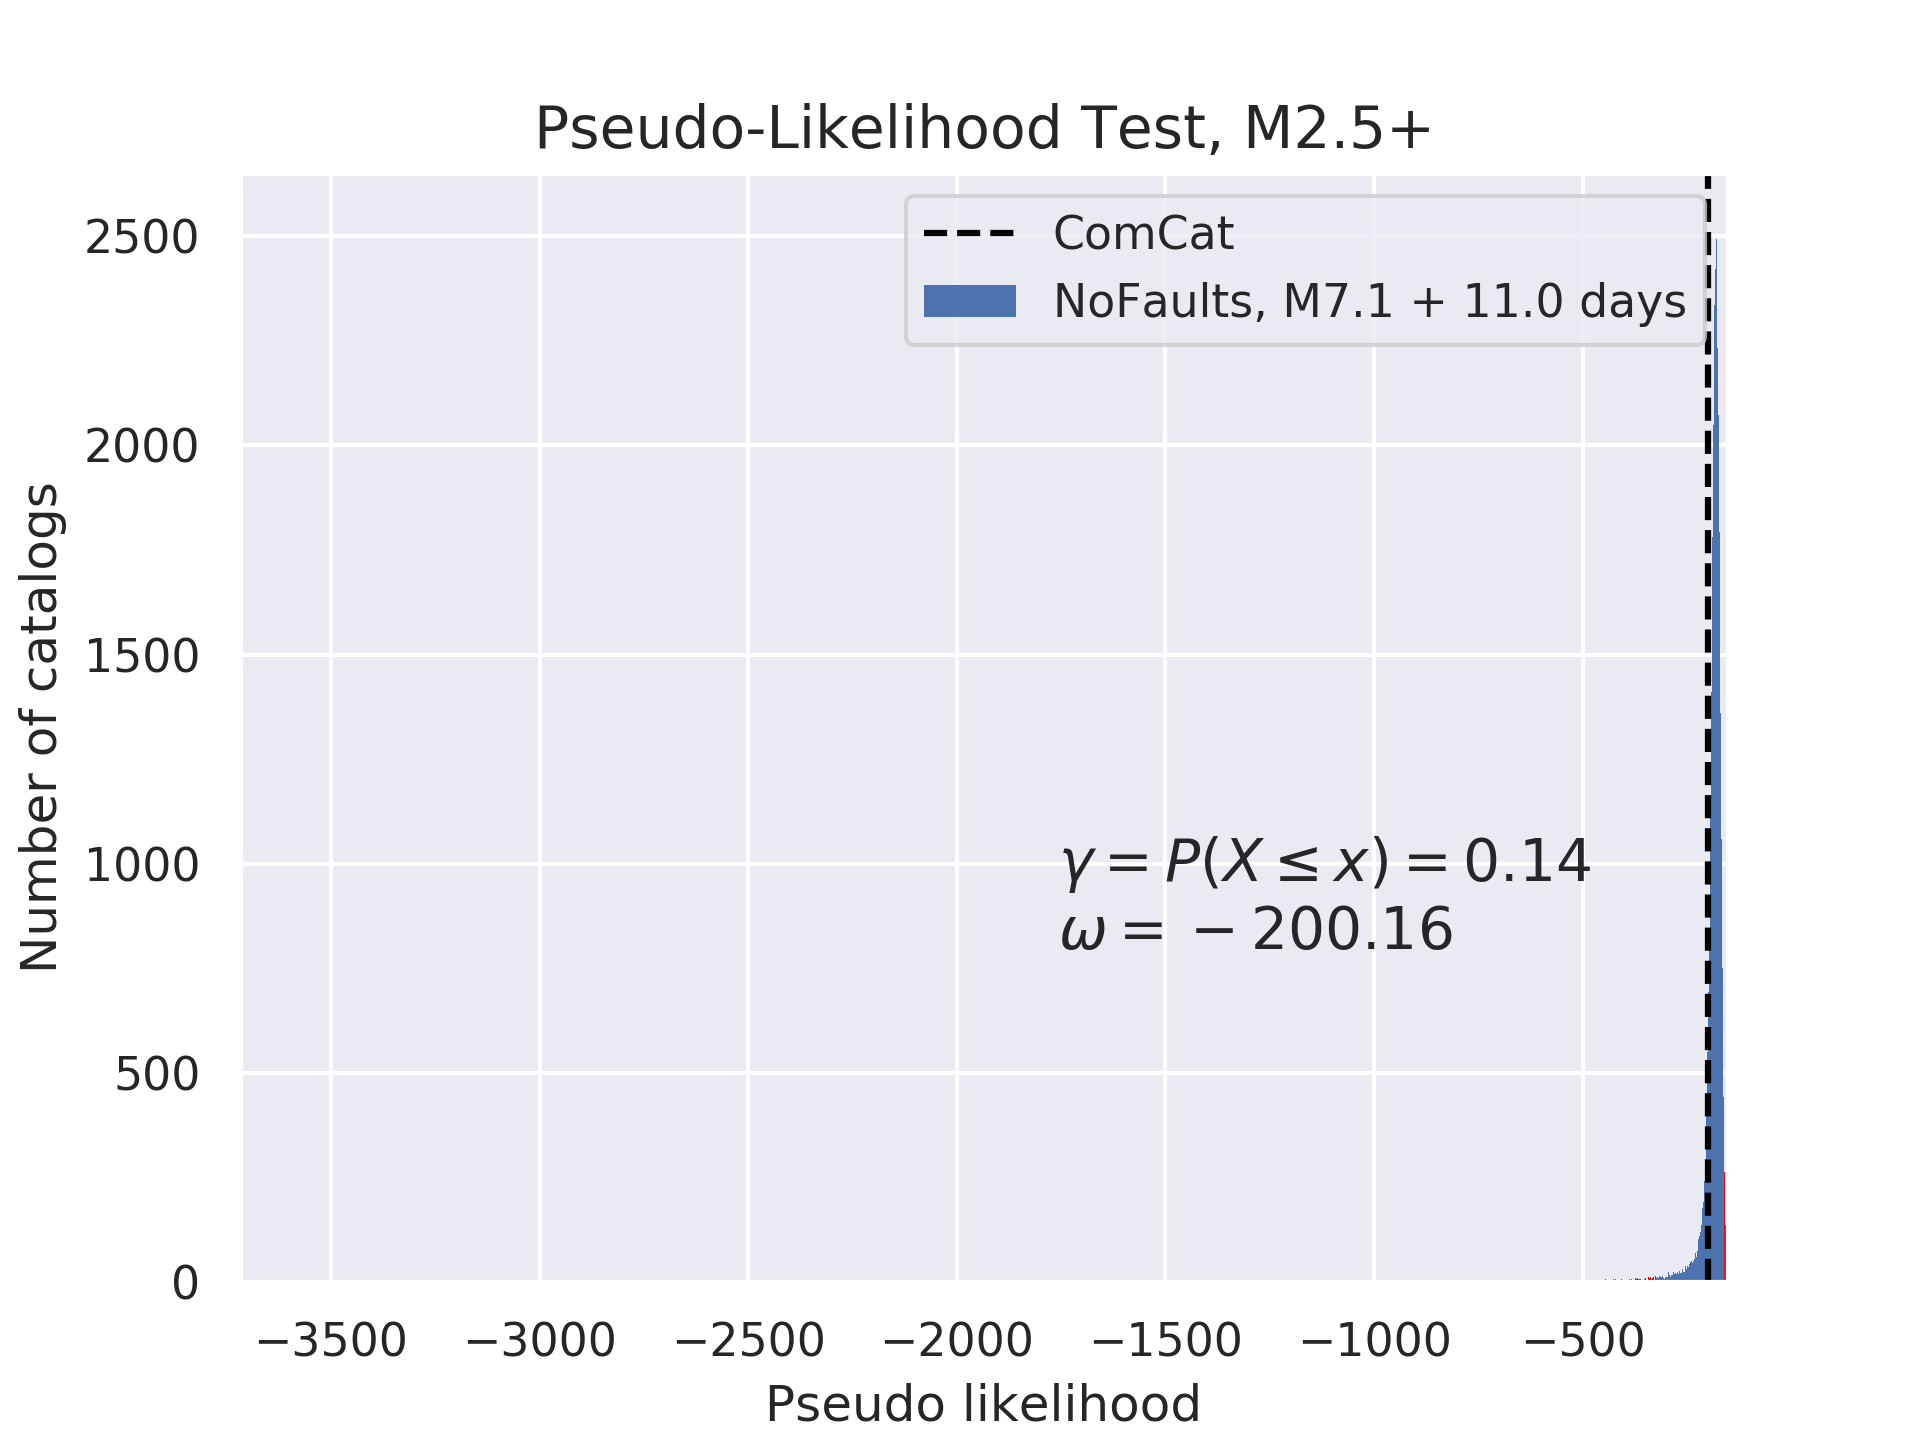 Pseudo-Likelihood Test, M2.5+
ComCat
NoFaults, M7.1 + 11.0 days
2500
2000
1500
1000
500
0
Number of catalogs
γ = P(X ≤ x) = 0.14
ω = − 200.16
−3500 −3000 −2500 −2000 −1500 −1000 −500
Pseudo likelihood